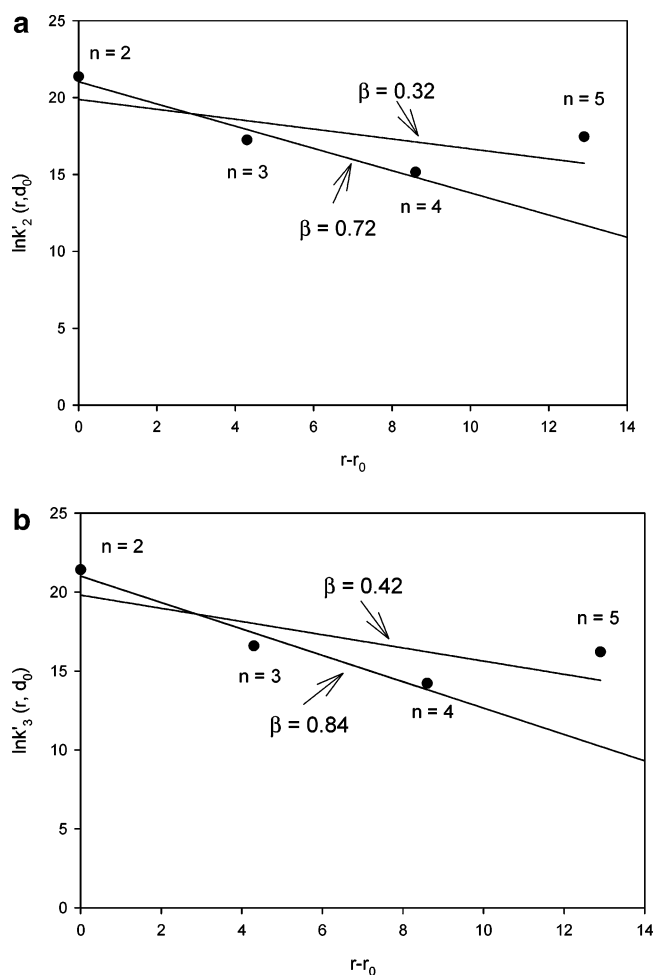 a
25
n = 2
20
β = 0.32
n = 5
15
n = 3
n = 4
β = 0.72
10
5
0
lnk'₂ (r,d₀)
0 2 4 6 8 10 12 14
r-r₀
b
25
n = 2
20
β = 0.42
n = 5
15
n = 3
n = 4
β = 0.84
10
5
0
lnk'₃ (r, d₀)
0 2 4 6 8 10 12 14
r-r₀